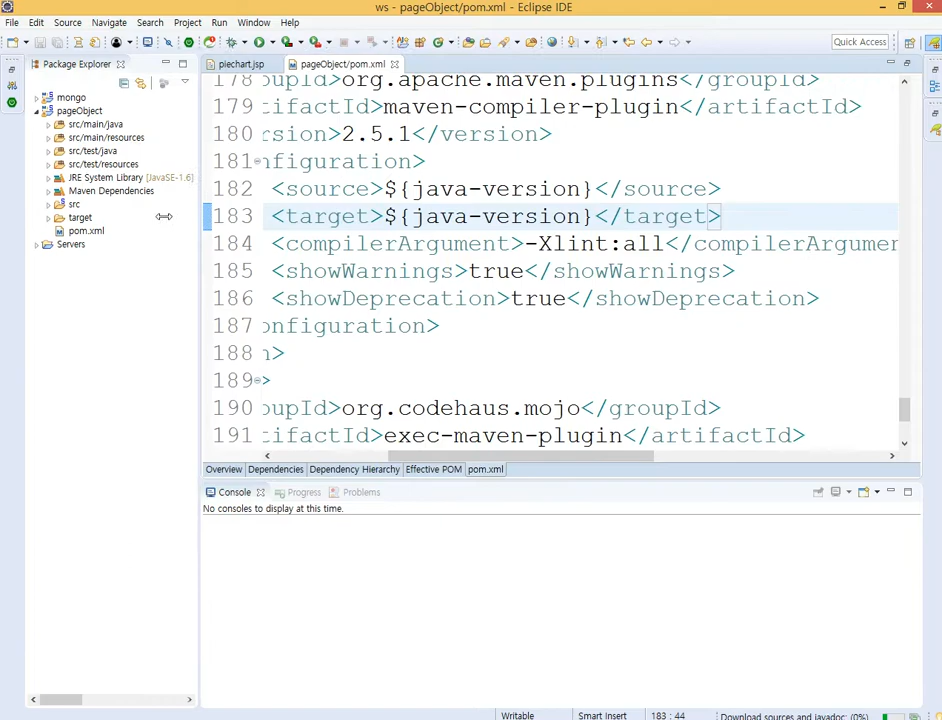 ws - pageObject/pom.xml - Eclipse IDE
File Edit Source Navigate Search Project Run Window Help
Quick Access
Package Explorer
piechart.jsp
pageObject/pom.xml
mongo
pageObject
src/main/java
src/main/resources
src/test/java
src/test/resources
JRE System Library [JavaSE-1.6]
Maven Dependencies
src
target
pom.xml
Servers
178 oupId>org.apache.maven.plugins</groupId>
179 tifactId>maven-compiler-plugin</artifactId>
180 rsion>2.5.1</version>
181 nfiguration>
182 <source>${java-version}</source>
183 <target>${java-version}</target>
184 <compilerArgument>-Xlint:all</compilerArgumer
185 <showWarnings>true</showWarnings>
186 <showDeprecation>true</showDeprecation>
187 onfiguration>
188 n>
189 >
190 oupId>org.codehaus.mojo</groupId>
191 tifactId>exec-maven-plugin</artifactId>
Overview Dependencies Dependency Hierarchy Effective POM pom.xml
Console Progress Problems
No consoles to display at this time.
Writable Smart Insert 183 : 44 Download sources and javadoc: (0%)